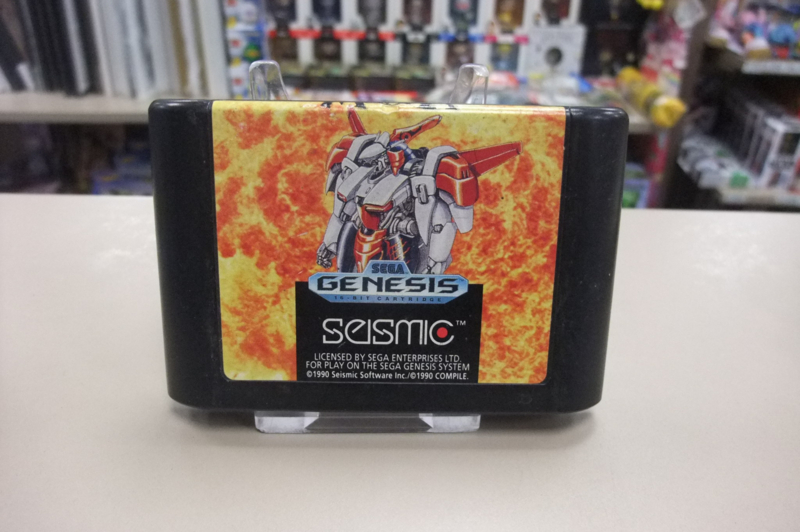 SEGA
GENESIS
16-BIT CARTRIDGE
SEISMIC™
LICENSED BY SEGA ENTERPRISES LTD.
FOR PLAY ON THE SEGA GENESIS SYSTEM
©1990 Seismic Software Inc./©1990 COMPILE.